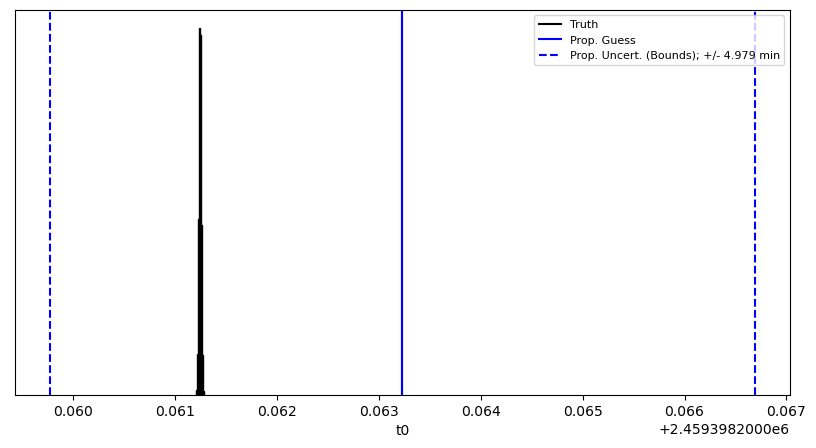 Truth
Prop. Guess
Prop. Uncert. (Bounds); +/- 4.979 min
0.060 0.061 0.062 0.063 0.064 0.065 0.066 0.067
t0
+2.4593982000e6